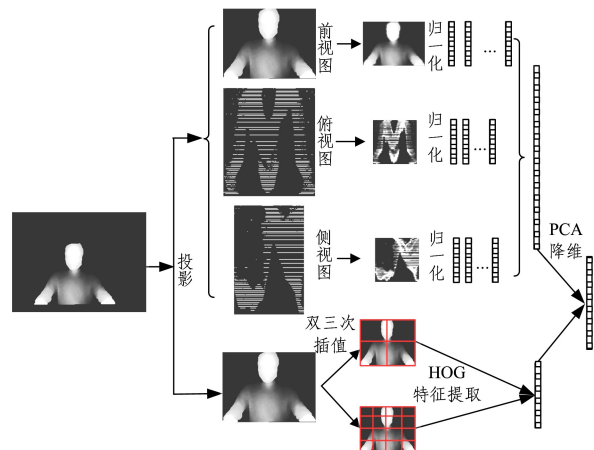 前视图
归一化
...
俯视图
归一化
...
侧视图
归一化
...
投影
PCA
降维
双三次
插值
HOG
特征提取